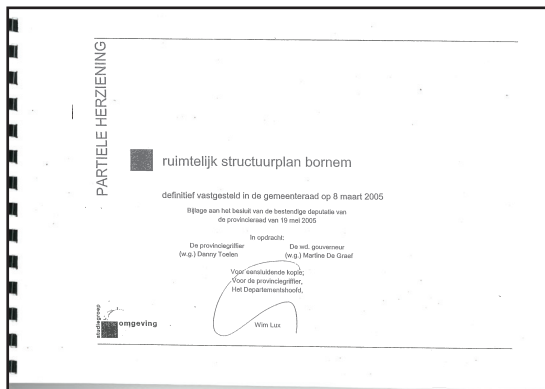 PARTIELE HERZIENING
ruimtelijk structuurplan bornem
definitief vastgesteld in de gemeenteraad op 8 maart 2005
Bijlage aan het besluit van de bestendige deputatie van
de provincieraad van 19 mei 2005
In opdracht:
De provinciegriffier
(w.g.) Danny Toelen
De wd. gouverneur
(w.g.) Martine De Graef
Voor eensluidende kopie,
Voor de provinciegriffier,
Het Departementshoofd,
Wim Lux
studiegroep
omgeving